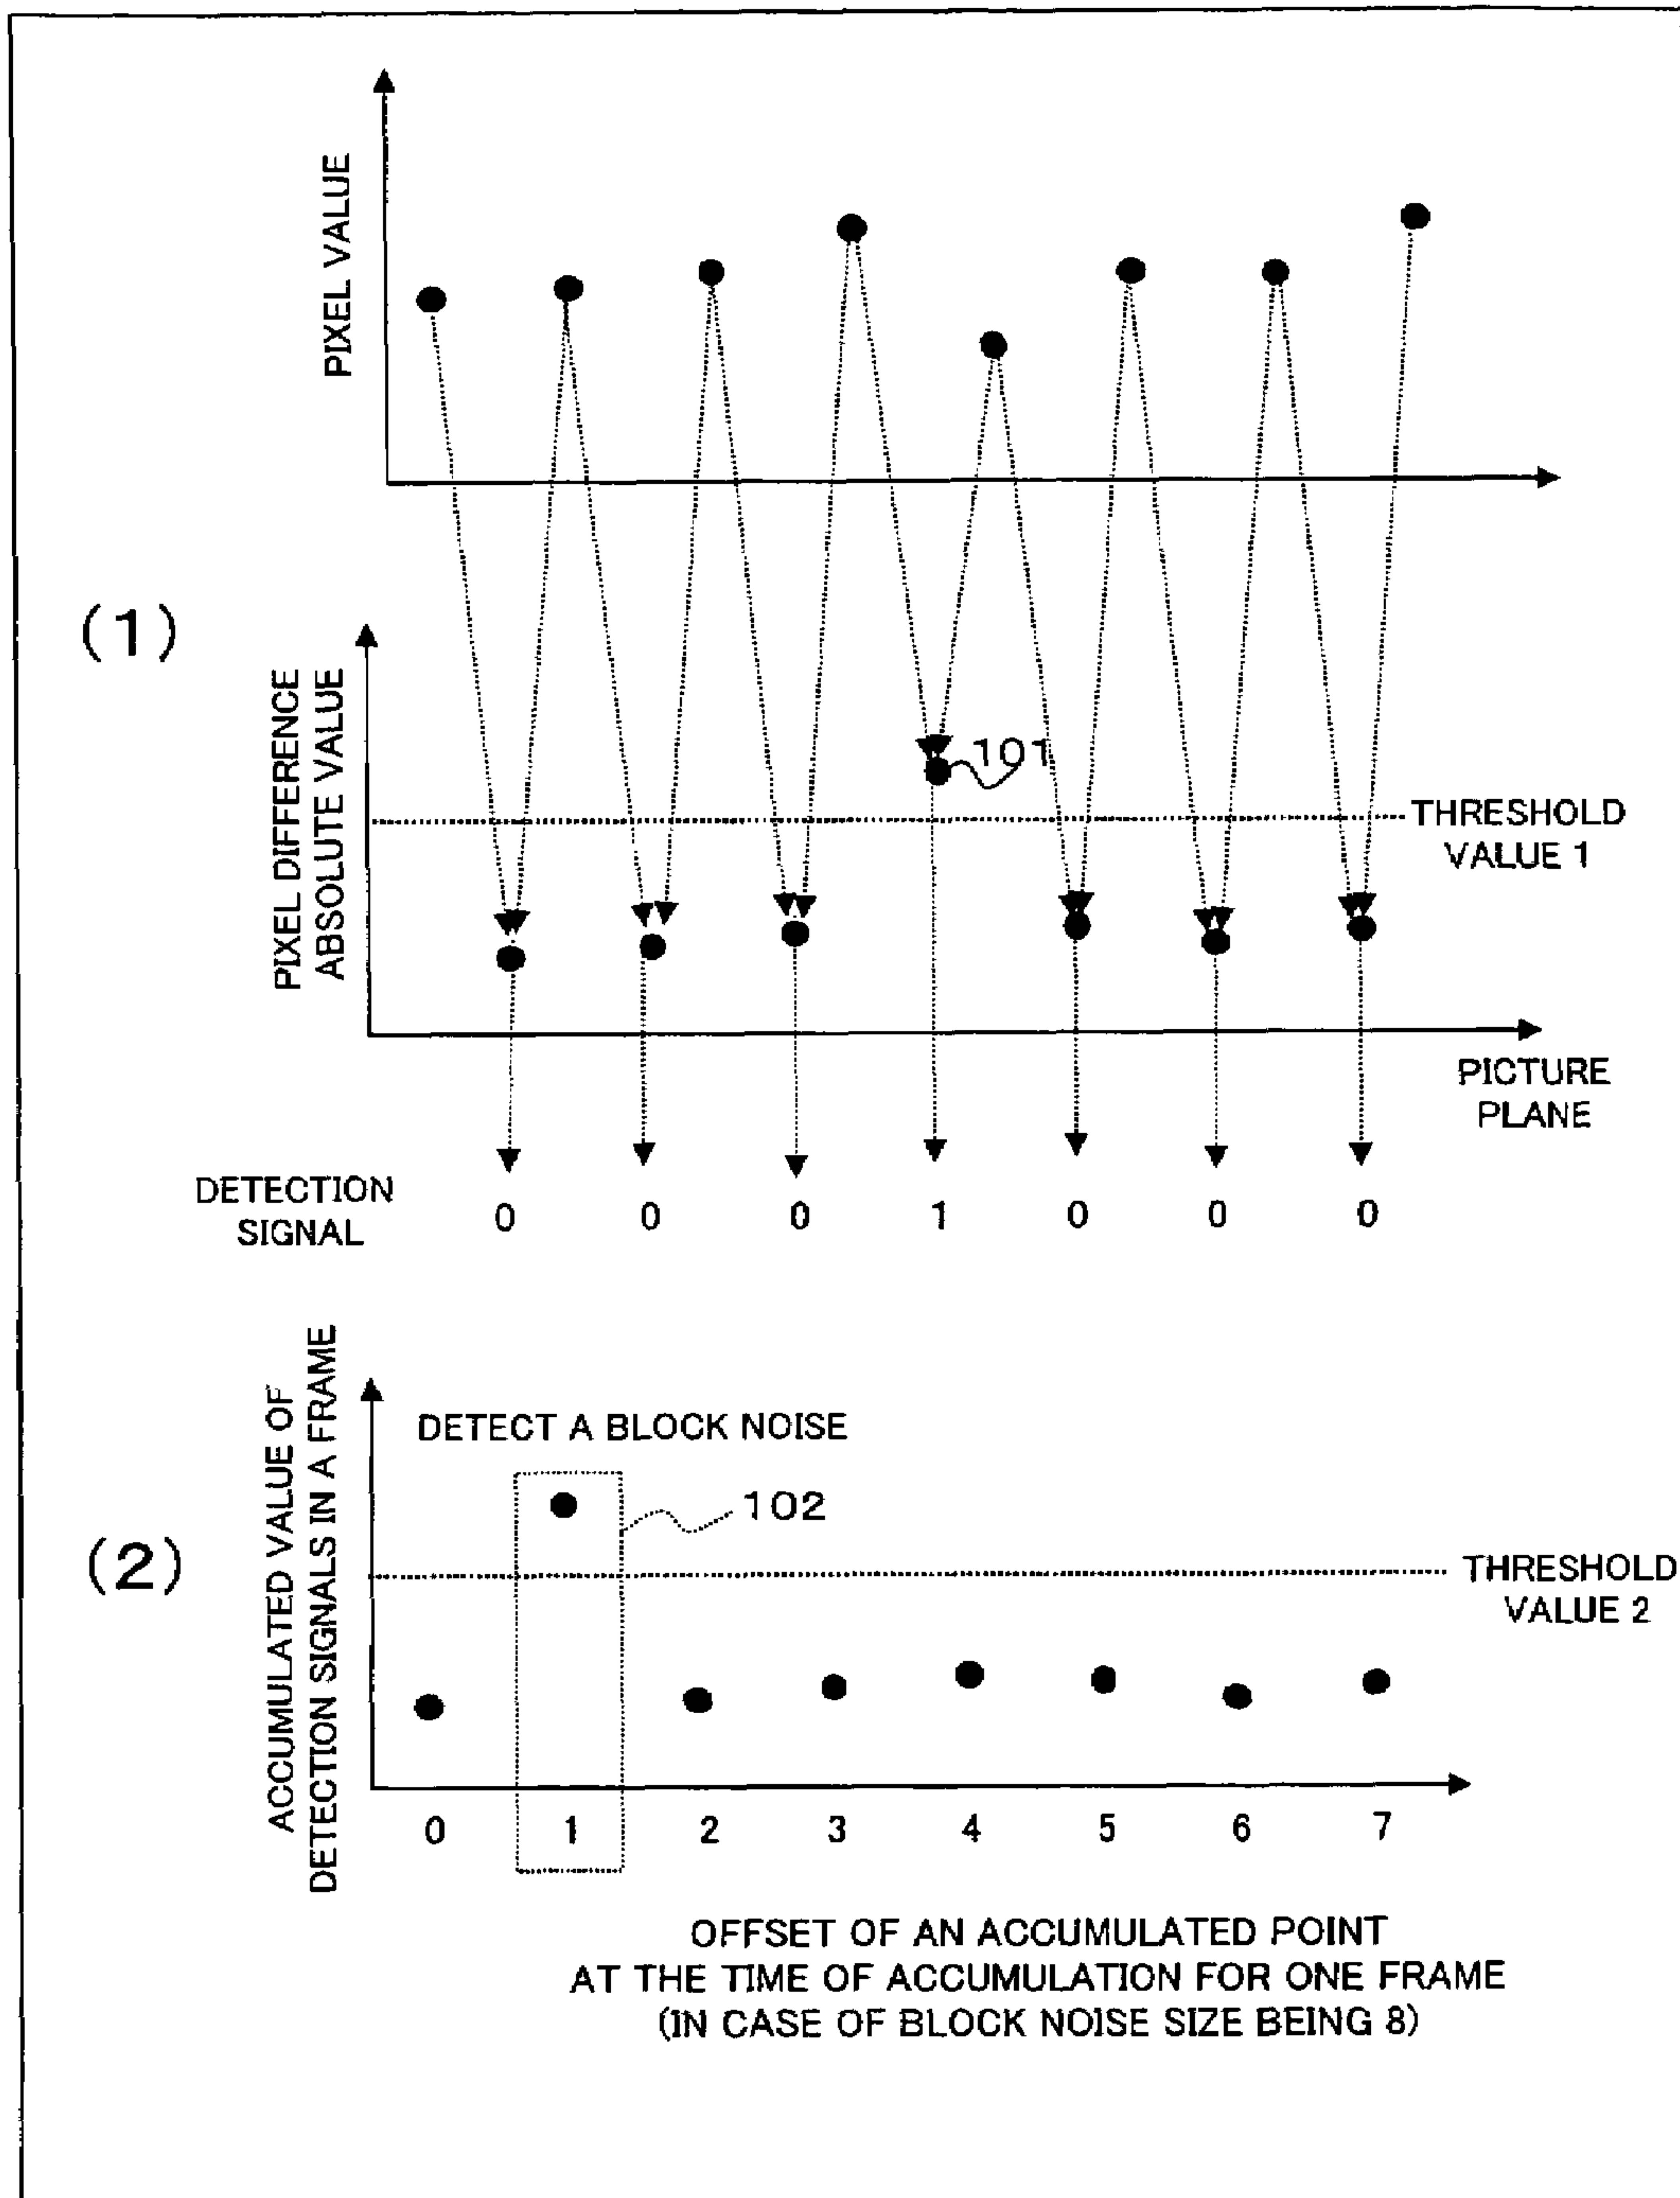 PIXEL VALUE
(1)
PIXEL DIFFERENCE
ABSOLUTE VALUE
101
THRESHOLD
VALUE 1
PICTURE
PLANE
DETECTION
SIGNAL
0 0 0 1 0 0 0
(2)
ACCUMULATED VALUE OF
DETECTION SIGNALS IN A FRAME
DETECT A BLOCK NOISE
102
THRESHOLD
VALUE 2
0 1 2 3 4 5 6 7
OFFSET OF AN ACCUMULATED POINT
AT THE TIME OF ACCUMULATION FOR ONE FRAME
(IN CASE OF BLOCK NOISE SIZE BEING 8)